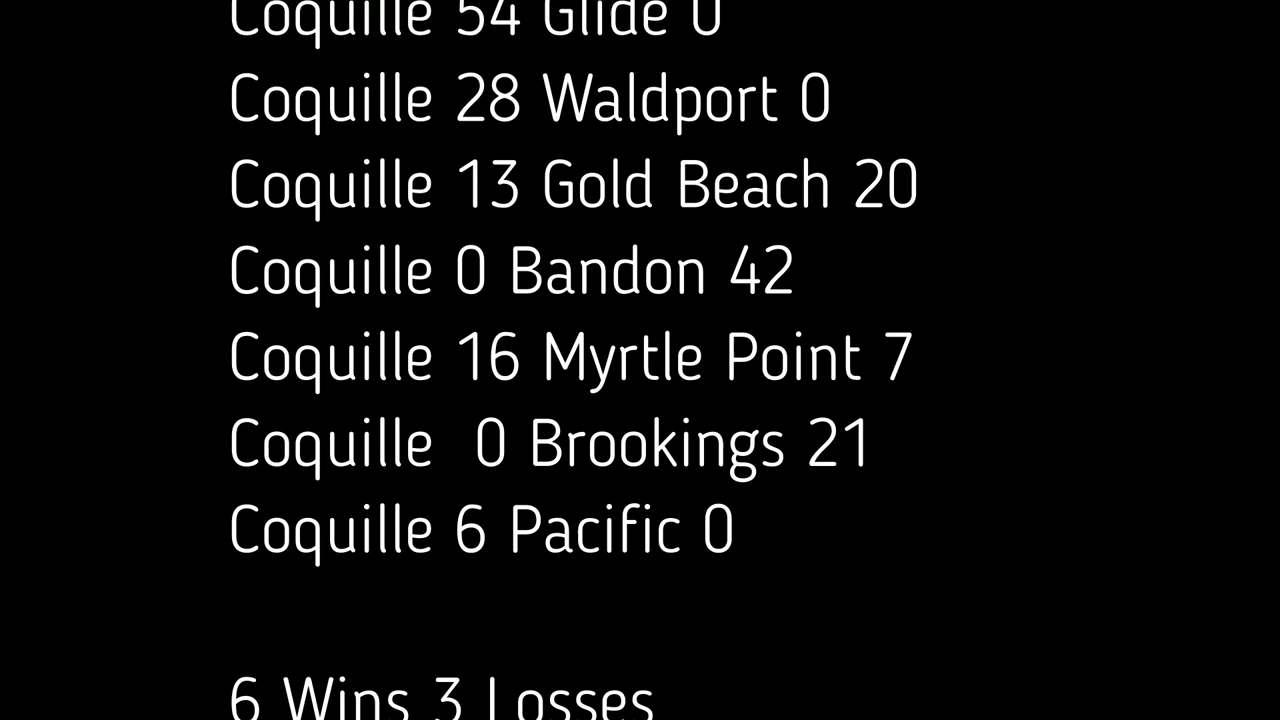 Coquille 54 Glide 0
Coquille 28 Waldport 0
Coquille 13 Gold Beach 20
Coquille 0 Bandon 42
Coquille 16 Myrtle Point 7
Coquille  0 Brookings 21
Coquille 6 Pacific 0
6 Wins 3 Losses